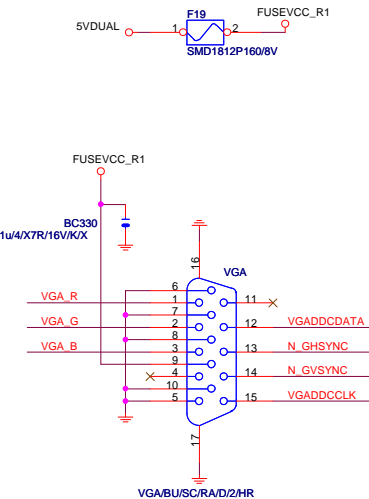 F19
FUSEVCC_R1
5VDUAL
1
2
SMD1812P160/8V
FUSEVCC_R1
BC330
1u/4/X7R/16V/K/X
16
VGA
6
VGA_R
1
11
7
VGA_G
2
12
VGADDCDATA
8
VGA_B
3
13
N_GHSYNC
9
4
14
N_GVSYNC
10
5
15
VGADDCCLK
17
VGA/BU/SC/RA/D/2/HR